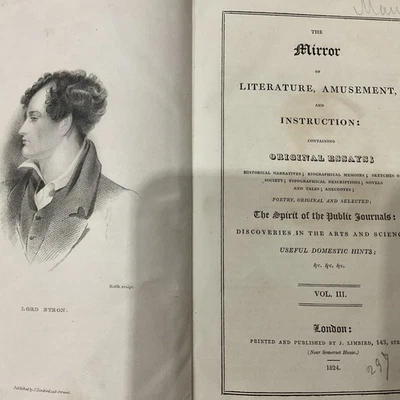 LORD BYRON.
THE
Mirror
OF
LITERATURE, AMUSEMENT,
AND
INSTRUCTION:
CONTAINING
ORIGINAL ESSAYS;
HISTORICAL NARRATIVES; BIOGRAPHICAL MEMOIRS; SKETCHES O
SOCIETY; TOPOGRAPHICAL DESCRIPTIONS; NOVELS
AND TALES; ANECDOTES;
POETRY, ORIGINAL AND SELECTED;
The Spirit of the Public Journals:
DISCOVERIES IN THE ARTS AND SCIENC
USEFUL DOMESTIC HINTS;
&c. &c. &c.
VOL. III.
London:
PRINTED AND PUBLISHED BY J. LIMBIRD, 143, STR
(Near Somerset House.)
1824.
297